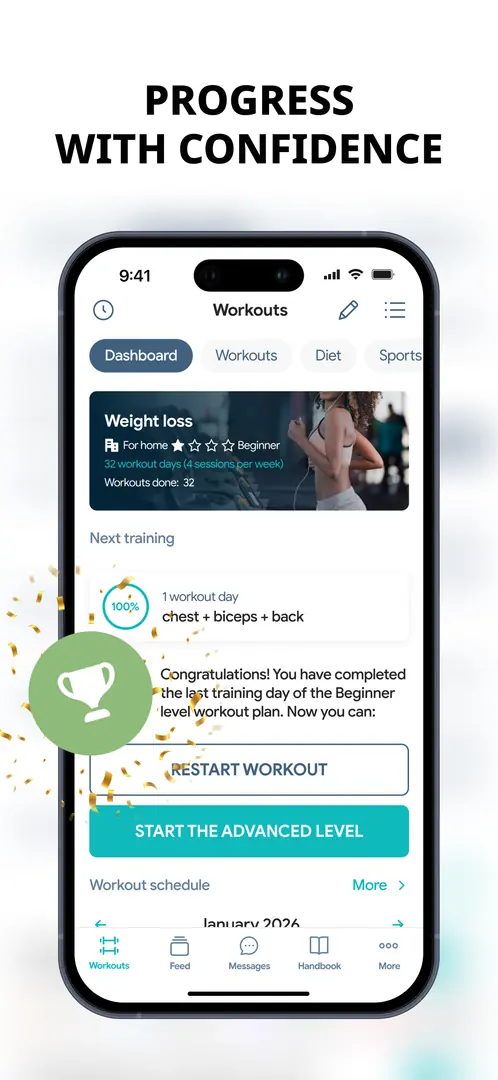 PROGRESS
WITH CONFIDENCE
9:41
Workouts
Dashboard
Workouts
Diet
Sports
Weight loss
For home
Beginner
32 workout days (4 sessions per week)
Workouts done: 32
Next training
100%
1 workout day
chest + biceps + back
Congratulations! You have completed
the last training day of the Beginner
level workout plan. Now you can:
RESTART WORKOUT
START THE ADVANCED LEVEL
Workout schedule
More
January 2026
Workouts
Feed
Messages
Handbook
More